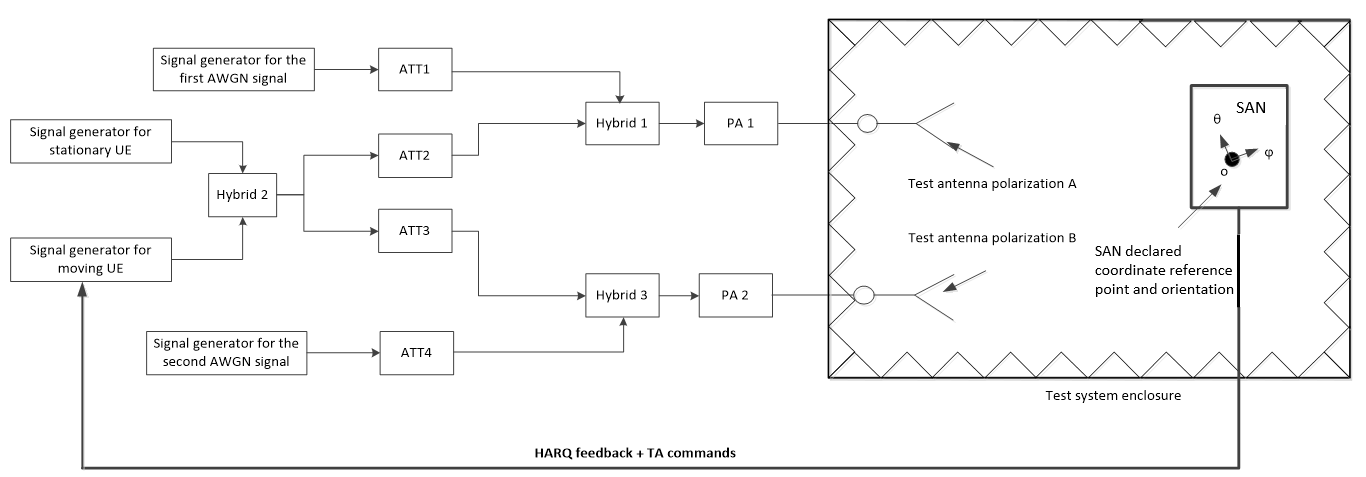 Signal generator for the
first AWGN signal
ATT1
SAN
θ
φ
o
Signal generator for
stationary UE
ATT2
Hybrid 1
PA 1
Test antenna polarization A
Hybrid 2
ATT3
Test antenna polarization B
Signal generator for
moving UE
SAN declared
coordinate reference
point and orientation
Hybrid 3
PA 2
Signal generator for the
second AWGN signal
ATT4
Test system enclosure
HARQ feedback + TA commands